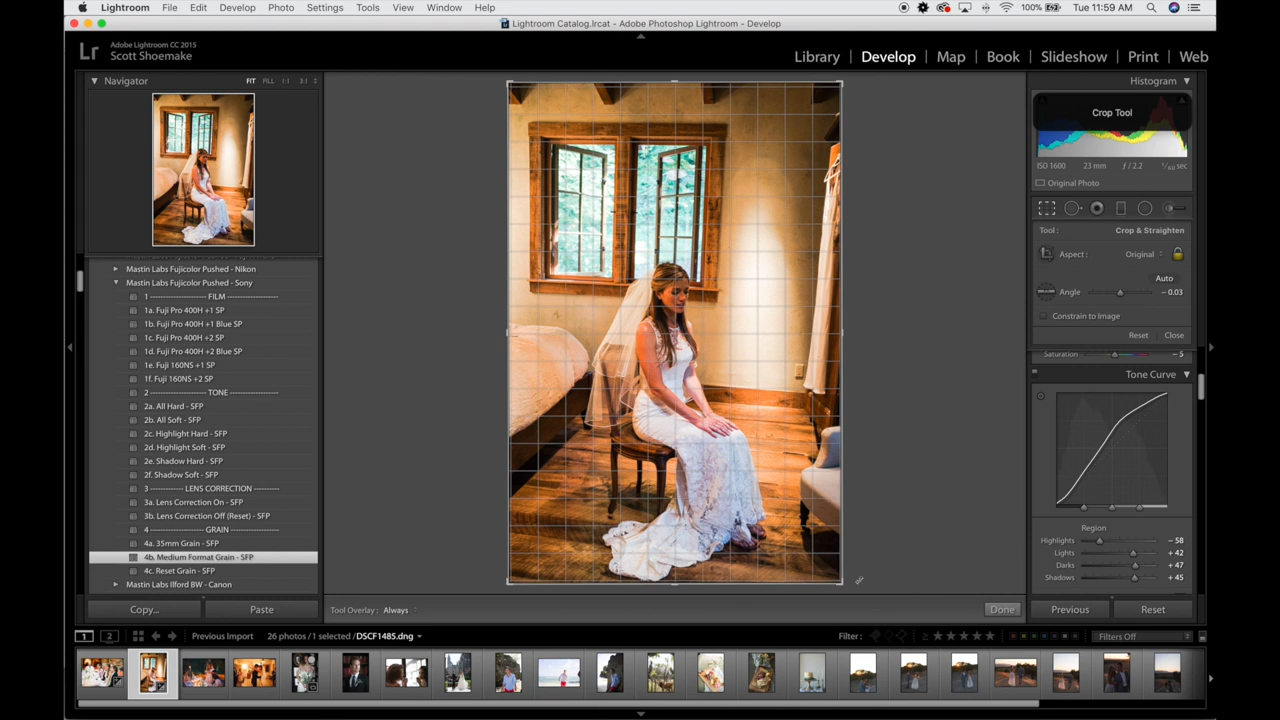 Lightroom File Edit Develop Photo Settings Tools View Window Help 100% Tue 11:59 AM
Lightroom Catalog.lrcat - Adobe Photoshop Lightroom - Develop
Lr Adobe Lightroom CC 2015
Scott Shoemake
Library | Develop | Map | Book | Slideshow | Print | Web
Navigator FIT FILL 1:1 3:1
Histogram
Crop Tool
ISO 1600 23 mm ƒ / 2.2 sec
Original Photo
Tool : Crop & Straighten
Aspect : Original
Auto
Angle – 0.03
Constrain to Image
Reset Close
Saturation – 5
Tone Curve
Region
Highlights – 58
Lights + 42
Darks + 47
Shadows + 45
Mastin Labs Fujicolor Pushed - Nikon
Mastin Labs Fujicolor Pushed - Sony
1 ---------------------- FILM ----------------------
1a. Fuji Pro 400H +1 SP
1b. Fuji Pro 400H +1 Blue SP
1c. Fuji Pro 400H +2 SP
1d. Fuji Pro 400H +2 Blue SP
1e. Fuji 160NS +1 SP
1f. Fuji 160NS +2 SP
2 ---------------------- TONE ----------------------
2a. All Hard - SFP
2b. All Soft - SFP
2c. Highlight Hard - SFP
2d. Highlight Soft - SFP
2e. Shadow Hard - SFP
2f. Shadow Soft - SFP
3 ------------- LENS CORRECTION ----------
3a. Lens Correction On - SFP
3b. Lens Correction Off (Reset) - SFP
4 --------------------- GRAIN ---------------------
4a. 35mm Grain - SFP
4b. Medium Format Grain - SFP
4c. Reset Grain - SFP
Mastin Labs Ilford BW - Canon
Copy... Paste
Tool Overlay : Always
Done
Previous Reset
1 2 Previous Import 26 photos / 1 selected / DSCF1485.dng Filter : Filters Off